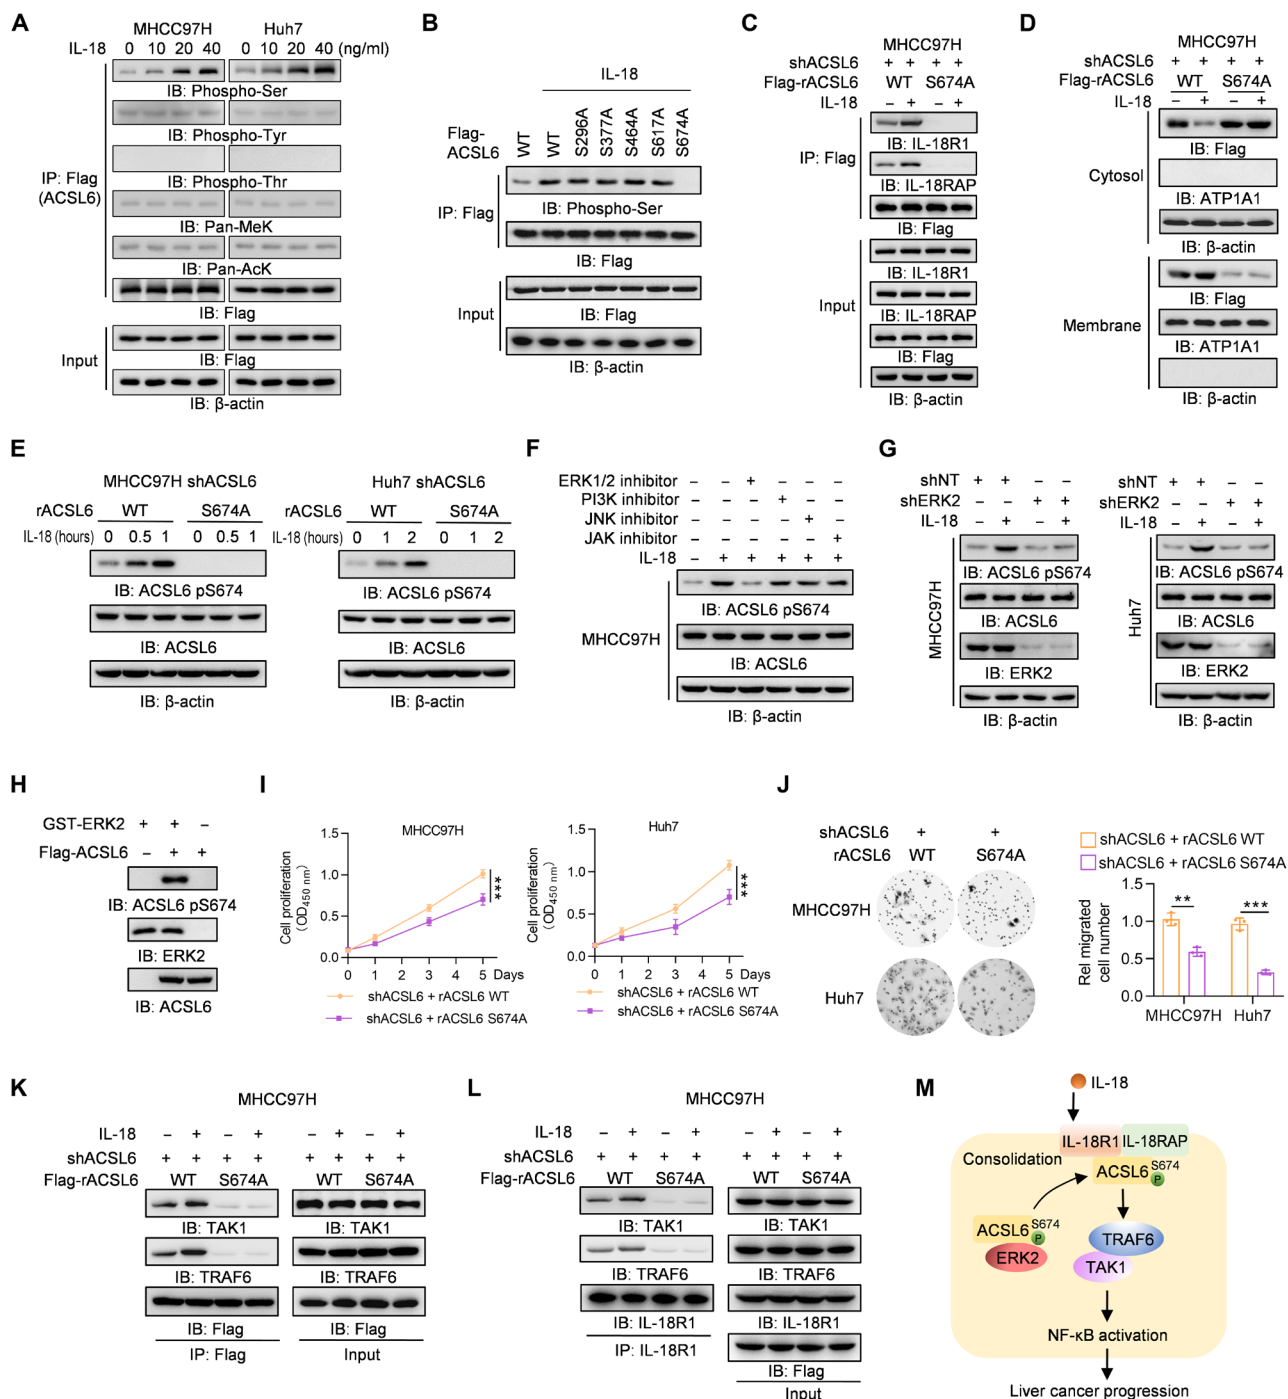 A
MHCC97H Huh7
IL-18 0 10 20 40 0 10 20 40 (ng/ml)
IB: Phospho-Ser
IB: Phospho-Tyr
IB: Phospho-Thr
IP: Flag
(ACSL6)
IB: Pan-MeK
IB: Pan-AcK
IB: Flag
Input
IB: Flag
IB: β-actin
B
IL-18
Flag-
ACSL6
WT WT S296A S377A S464A S617A S674A
IP: Flag
IB: Phospho-Ser
IB: Flag
Input
IB: Flag
IB: β-actin
C
MHCC97H
shACSL6 + + + +
Flag-rACSL6 WT S674A
IL-18 – + – +
IP: Flag
IB: IL-18R1
IB: IL-18RAP
IB: Flag
Input
IB: IL-18R1
IB: IL-18RAP
IB: Flag
IB: β-actin
D
MHCC97H
shACSL6 + + + +
Flag-rACSL6 WT S674A
IL-18 – + – +
Cytosol
IB: Flag
IB: ATP1A1
IB: β-actin
Membrane
IB: Flag
IB: ATP1A1
IB: β-actin
E
MHCC97H shACSL6
rACSL6 WT S674A
IL-18 (hours) 0 0.5 1 0 0.5 1
IB: ACSL6 pS674
IB: ACSL6
IB: β-actin
Huh7 shACSL6
rACSL6 WT S674A
IL-18 (hours) 0 1 2 0 1 2
IB: ACSL6 pS674
IB: ACSL6
IB: β-actin
F
ERK1/2 inhibitor – – + – – –
PI3K inhibitor – – – + – –
JNK inhibitor – – – – + –
JAK inhibitor – – – – – +
IL-18 – + + + + +
MHCC97H
IB: ACSL6 pS674
IB: ACSL6
IB: β-actin
G
shNT + + – –
shERK2 – – + +
IL-18 – + – +
MHCC97H
IB: ACSL6 pS674
IB: ACSL6
IB: ERK2
IB: β-actin
shNT + + – –
shERK2 – – + +
IL-18 – + – +
Huh7
IB: ACSL6 pS674
IB: ACSL6
IB: ERK2
IB: β-actin
H
GST-ERK2 + + –
Flag-ACSL6 – + +
IB: ACSL6 pS674
IB: ERK2
IB: ACSL6
I
MHCC97H
Cell proliferation
(OD450 nm)
1.5
1.0
0.5
0.0
0 1 3 5 Days
***
shACSL6 + rACSL6 WT
shACSL6 + rACSL6 S674A
Huh7
Cell proliferation
(OD450 nm)
1.5
1.0
0.5
0.0
0 1 3 5 Days
***
shACSL6 + rACSL6 WT
shACSL6 + rACSL6 S674A
J
shACSL6 + +
rACSL6 WT S674A
MHCC97H
Huh7
shACSL6 + rACSL6 WT
shACSL6 + rACSL6 S674A
Rel migrated
cell number
1.5
1.0
0.5
0.0
** ***
MHCC97H Huh7
K
MHCC97H
IL-18 – + – + – + – +
shACSL6 + + + + + + + +
Flag-rACSL6 WT S674A WT S674A
IB: TAK1 IB: TAK1
IB: TRAF6 IB: TRAF6
IB: Flag IB: Flag
IP: Flag Input
L
MHCC97H
IL-18 – + – + – + – +
shACSL6 + + + + + + + +
Flag-rACSL6 WT S674A WT S674A
IB: TAK1 IB: TAK1
IB: TRAF6 IB: TRAF6
IB: IL-18R1 IB: IL-18R1
IP: IL-18R1
IB: Flag
Input
M
IL-18
IL-18R1 IL-18RAP
Consolidation
ACSL6 S674
P
ACSL6 S674
P
ERK2
TRAF6
TAK1
NF-κB activation
Liver cancer progression